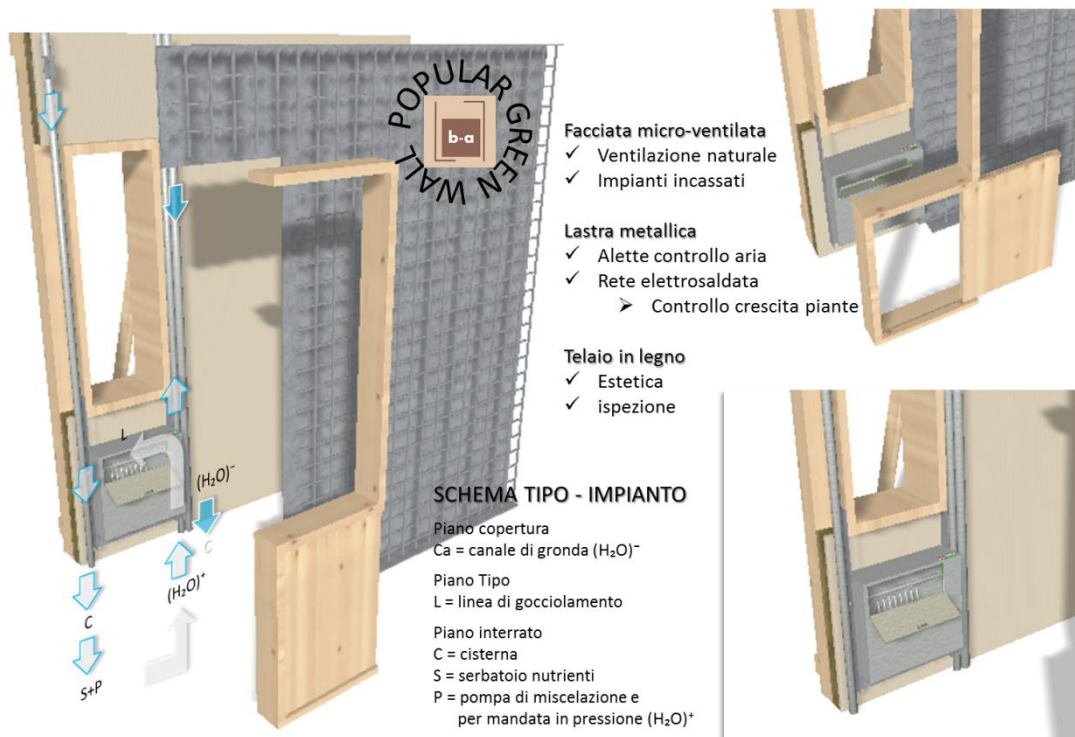 POPULAR GREEN WALL
b-a
Facciata micro-ventilata
✓ Ventilazione naturale
✓ Impianti incassati
Lastra metallica
✓ Alette controllo aria
✓ Rete elettrosaldata
➤ Controllo crescita piante
Telaio in legno
✓ Estetica
✓ ispezione
L
(H₂O)⁻
C
(H₂O)⁺
C
S+P
SCHEMA TIPO - IMPIANTO
Piano copertura
Ca = canale di gronda (H₂O)⁻
Piano Tipo
L = linea di gocciolamento
Piano interrato
C = cisterna
S = serbatoio nutrienti
P = pompa di miscelazione e
per mandata in pressione (H₂O)⁺